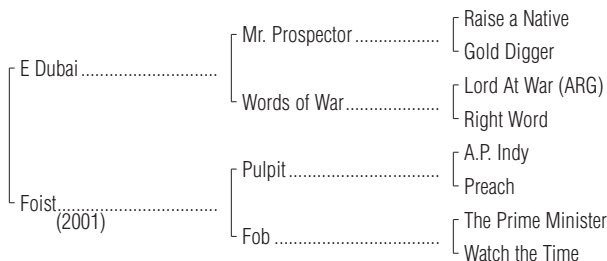 Raise a Native
Mr. Prospector ....................
Gold Digger
E Dubai ................................
Lord At War (ARG)
Words of War......................
Right Word
A.P. Indy
Pulpit ....................................
Preach
Foist.....................................
(2001)
The Prime Minister
Fob .......................................
Watch the Time